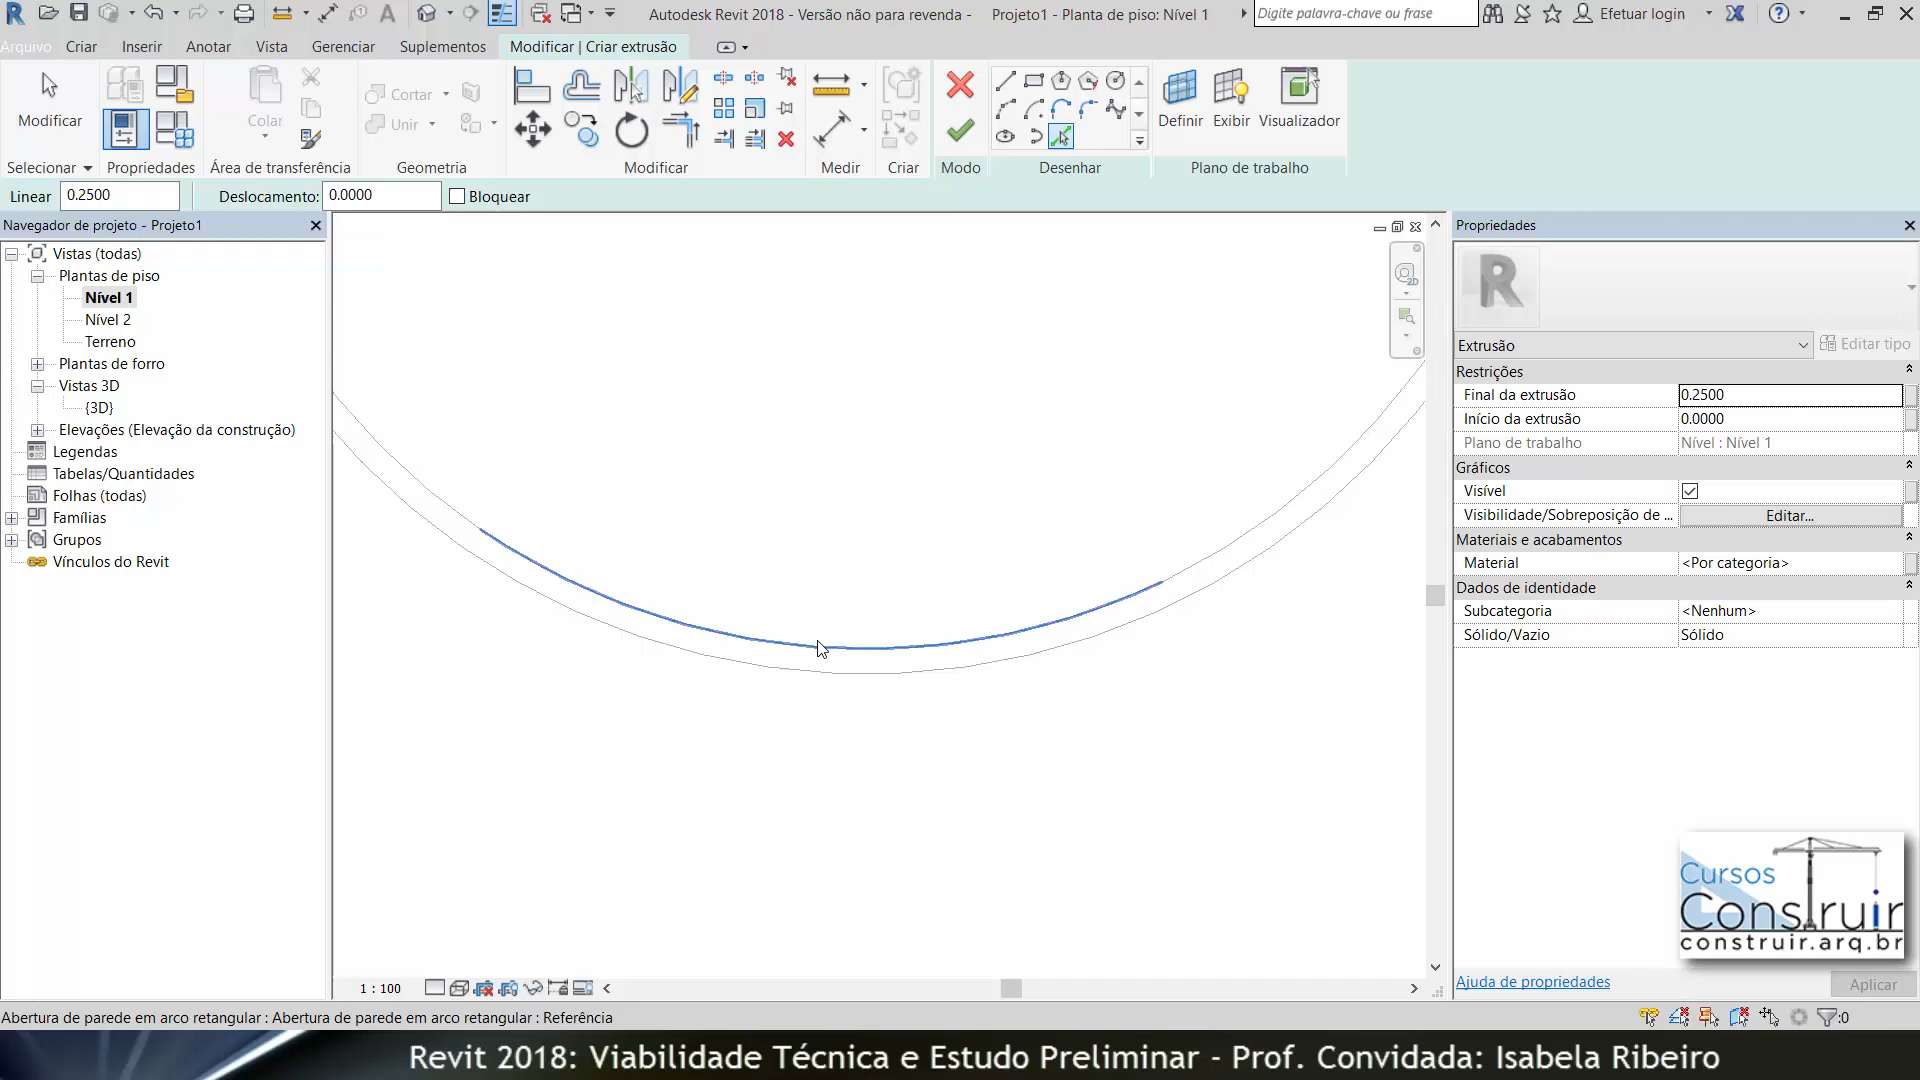 Autodesk Revit 2018 - Versão não para revenda - Projeto1 - Planta de piso: Nível 1
Digite palavra-chave ou frase
Efetuar login
Arquivo Criar Inserir Anotar Vista Gerenciar Suplementos Modificar | Criar extrusão
Modificar
Colar
Cortar
Unir
Definir Exibir Visualizador
Selecionar Propriedades Área de transferência Geometria Modificar Medir Criar Modo Desenhar Plano de trabalho
Linear 0.2500 Deslocamento: 0.0000 Bloquear
Navegador de projeto - Projeto1
Vistas (todas)
Plantas de piso
Nível 1
Nível 2
Terreno
Plantas de forro
Vistas 3D
{3D}
Elevações (Elevação da construção)
Legendas
Tabelas/Quantidades
Folhas (todas)
Famílias
Grupos
Vínculos do Revit
2D
Propriedades
R
Extrusão Editar tipo
Restrições
Final da extrusão 0.2500
Início da extrusão 0.0000
Plano de trabalho Nível : Nível 1
Gráficos
Visível
Visibilidade/Sobreposição de ... Editar...
Materiais e acabamentos
Material <Por categoria>
Dados de identidade
Subcategoria <Nenhum>
Sólido/Vazio Sólido
Cursos
Construir
construir.arq.br
Ajuda de propriedades Aplicar
1 : 100
Abertura de parede em arco retangular : Abertura de parede em arco retangular : Referência
:0
Revit 2018: Viabilidade Técnica e Estudo Preliminar - Prof. Convidada: Isabela Ribeiro